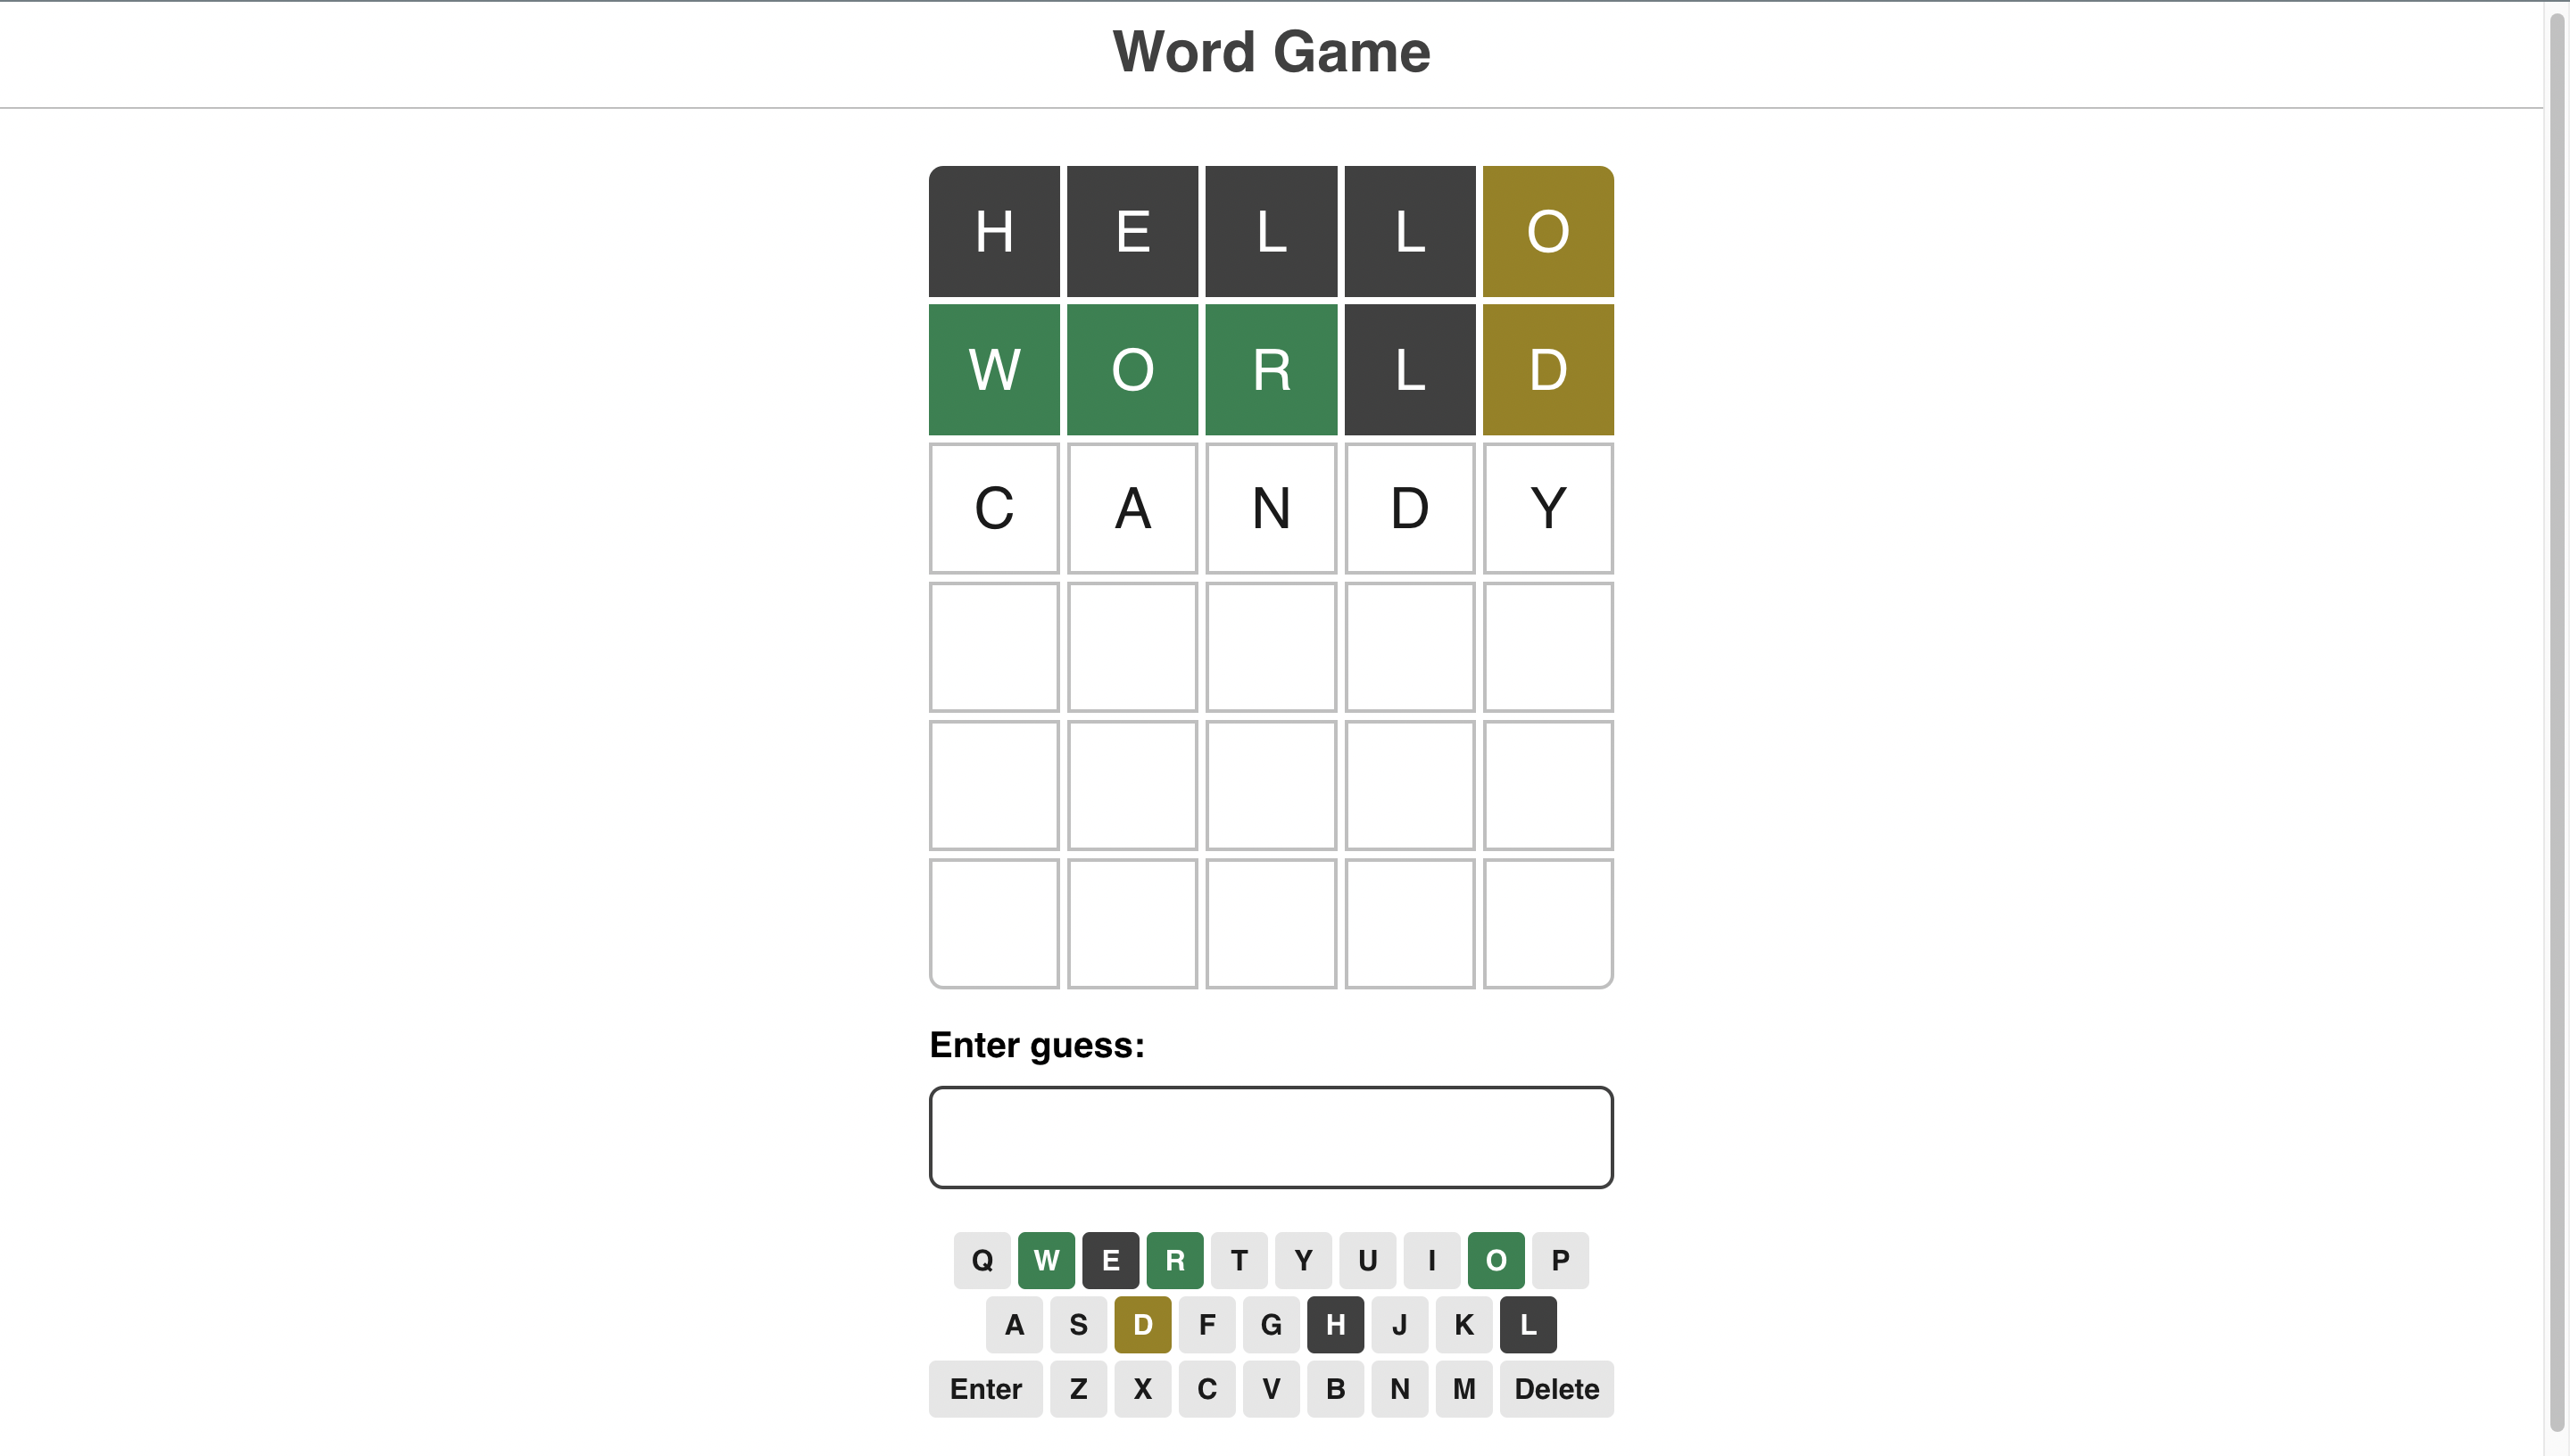 Word Game
H E L L O
W O R L D
C A N D Y
Enter guess:
Q W E R T Y U I O P
A S D F G H J K L
Enter Z X C V B N M Delete